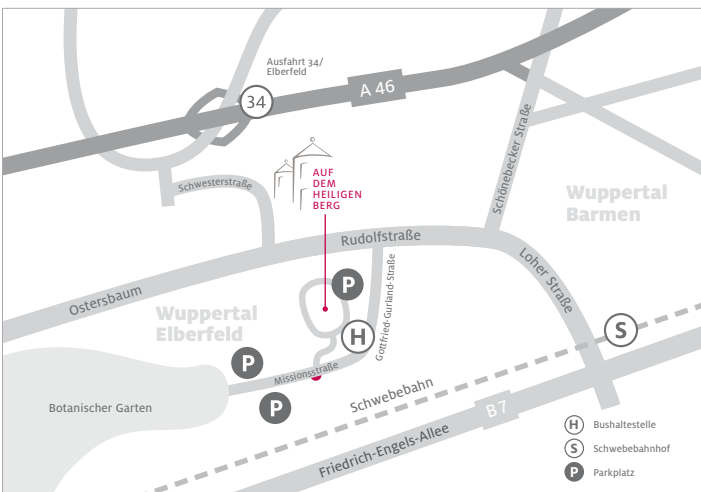 Ausfahrt 34/
Elberfeld
34
A 46
Schönebecker Straße
AUF
DEM
HEILIGEN
BERG
Schwesterstraße
Wuppertal
Barmen
Rudolfstraße
Loher Straße
Ostersbaum
Gottfried-Gurland-Straße
P
Wuppertal
Elberfeld
H
S
P
Missionsstraße
P
Schwebebahn
Botanischer Garten
B7
Friedrich-Engels-Allee
H Bushaltestelle
S Schwebebahnhof
P Parkplatz